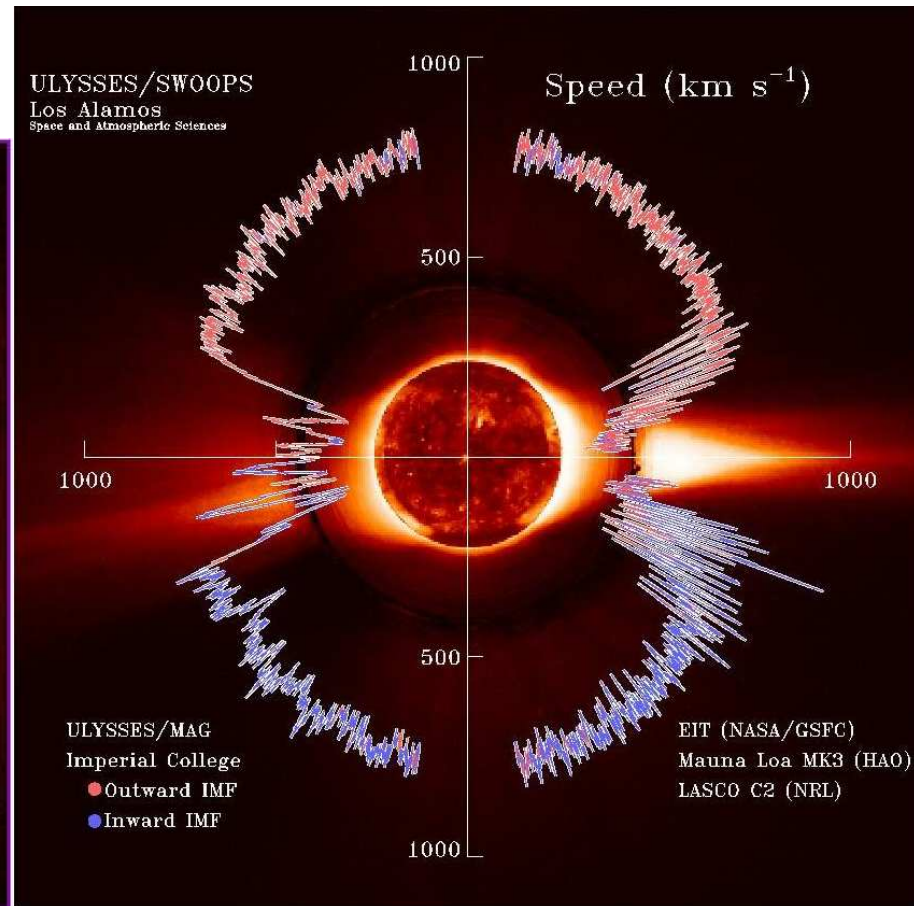 ULYSSES/SWOOPS
Los Alamos
Space and Atmospheric Sciences
Speed (km s⁻¹)
1000
500
1000
1000
500
1000
ULYSSES/MAG
Imperial College
Outward IMF
Inward IMF
EIT (NASA/GSFC)
Mauna Loa MK3 (HAO)
LASCO C2 (NRL)